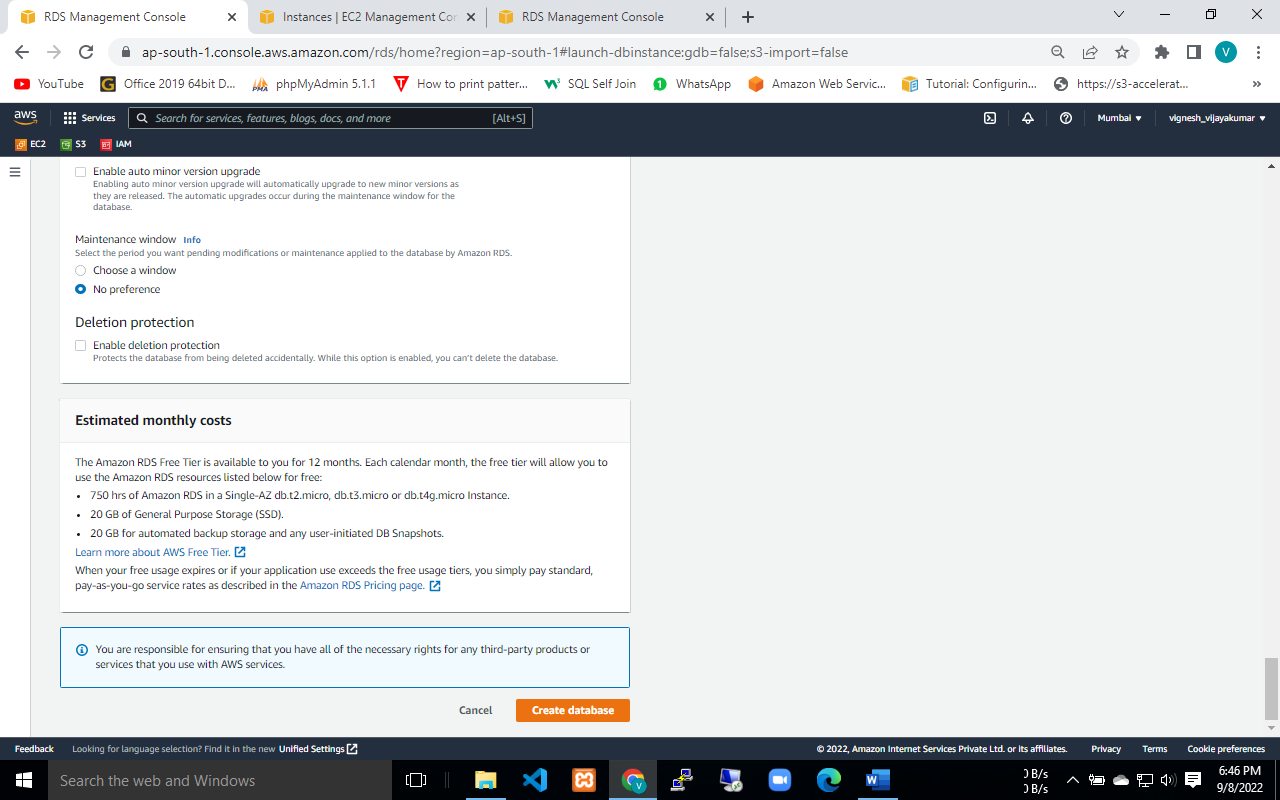 RDS Management Console
Instances | EC2 Management Con
RDS Management Console
ap-south-1.console.aws.amazon.com/rds/home?region=ap-south-1#launch-dbinstance:gdb=false;s3-import=false
V
YouTube
Office 2019 64bit D...
phpMyAdmin 5.1.1
How to print patter...
SQL Self Join
WhatsApp
Amazon Web Servic...
Tutorial: Configurin...
https://s3-accelerat...
»
aws
Services
Search for services, features, blogs, docs, and more
[Alt+S]
Mumbai
vignesh_vijayakumar
EC2
S3
IAM
Enable auto minor version upgrade
Enabling auto minor version upgrade will automatically upgrade to new minor versions as
they are released. The automatic upgrades occur during the maintenance window for the
database.
Maintenance window Info
Select the period you want pending modifications or maintenance applied to the database by Amazon RDS.
Choose a window
No preference
Deletion protection
Enable deletion protection
Protects the database from being deleted accidentally. While this option is enabled, you can't delete the database.
Estimated monthly costs
The Amazon RDS Free Tier is available to you for 12 months. Each calendar month, the free tier will allow you to
use the Amazon RDS resources listed below for free:
• 750 hrs of Amazon RDS in a Single-AZ db.t2.micro, db.t3.micro or db.t4g.micro Instance.
• 20 GB of General Purpose Storage (SSD).
• 20 GB for automated backup storage and any user-initiated DB Snapshots.
Learn more about AWS Free Tier.
When your free usage expires or if your application use exceeds the free usage tiers, you simply pay standard,
pay-as-you-go service rates as described in the Amazon RDS Pricing page.
You are responsible for ensuring that you have all of the necessary rights for any third-party products or
services that you use with AWS services.
Cancel
Create database
Feedback
Looking for language selection? Find it in the new Unified Settings
© 2022, Amazon Internet Services Private Ltd. or its affiliates.
Privacy
Terms
Cookie preferences
Search the web and Windows
0 B/s
0 B/s
6:46 PM
9/8/2022